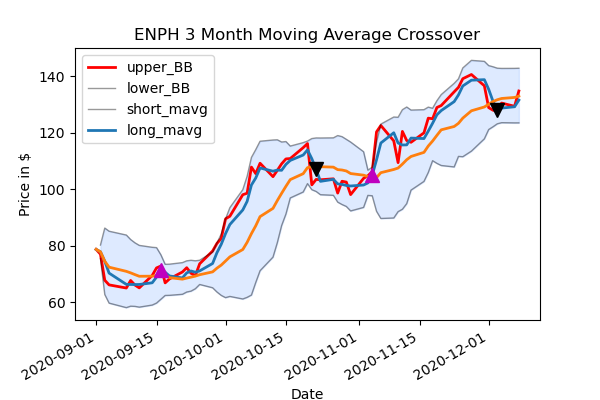 ENPH 3 Month Moving Average Crossover
upper_BB
lower_BB
short_mavg
long_mavg
Price in $
140
120
100
80
60
2020-09-01
2020-09-15
2020-10-01
2020-10-15
2020-11-01
2020-11-15
2020-12-01
Date